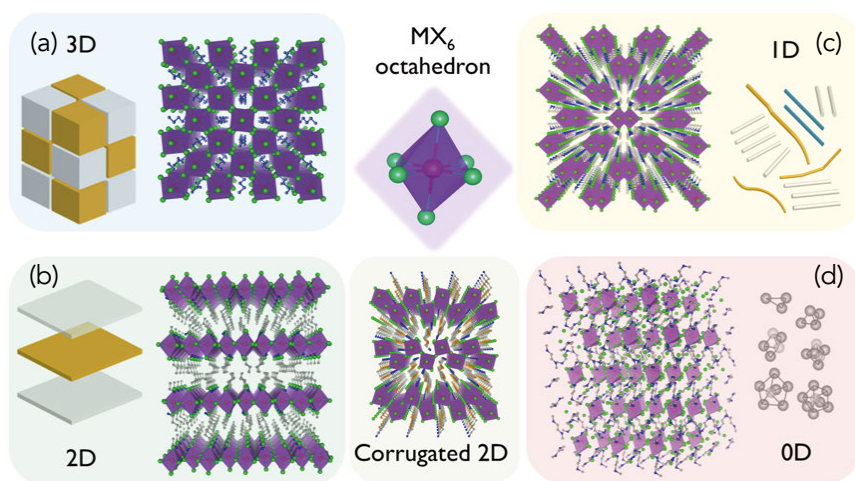 (a) 3D
MX6
octahedron
1D (c)
(b)
2D
Corrugated 2D
(d)
0D